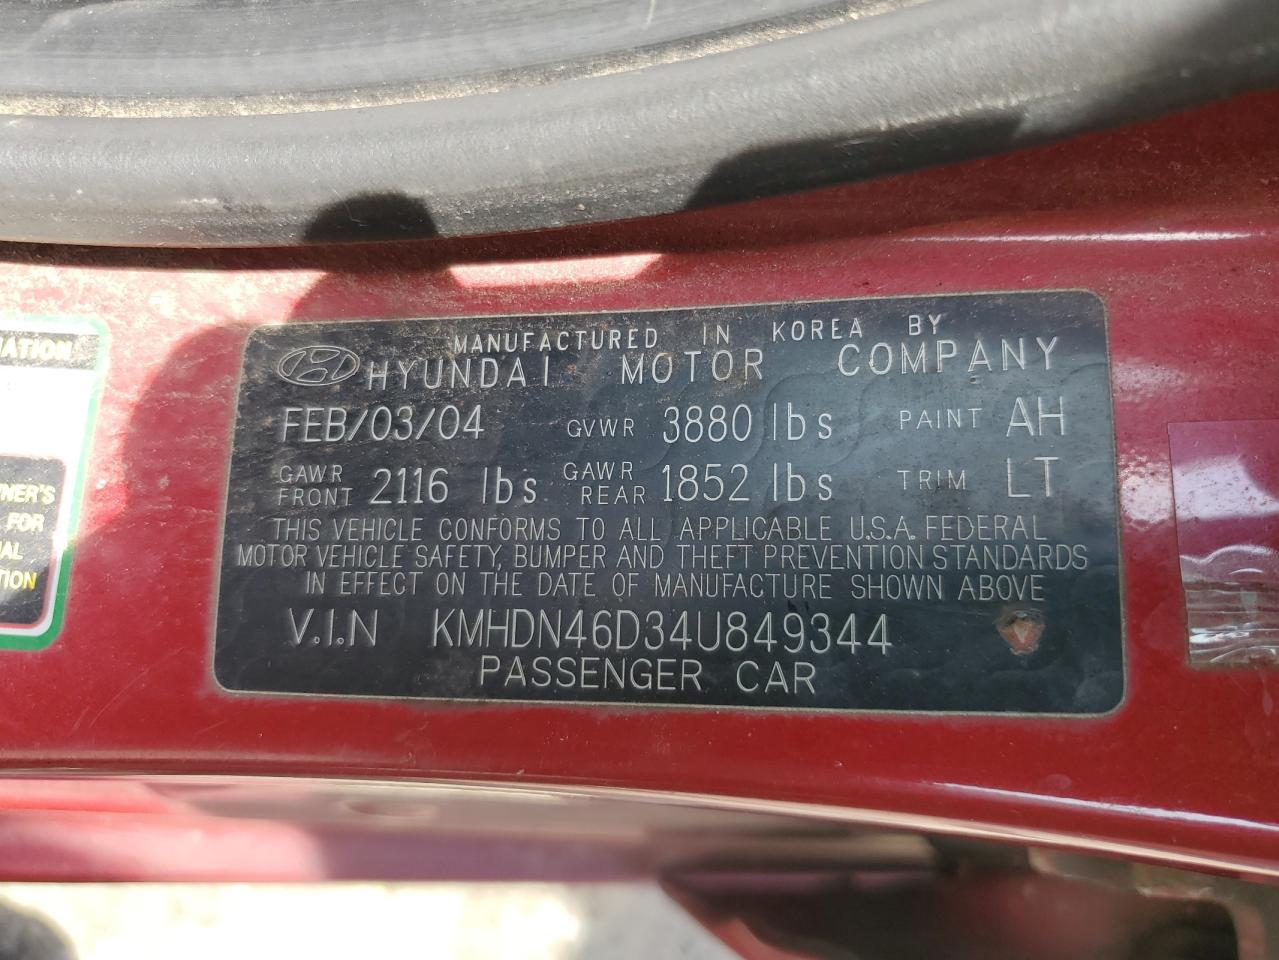 MANUFACTURED IN KOREA BY
HYUNDAI MOTOR COMPANY
FEB/03/04 GVWR 3880 lbs PAINT AH
GAWR FRONT 2116 lbs GAWR REAR 1852 lbs TRIM LT
THIS VEHICLE CONFORMS TO ALL APPLICABLE U.S.A. FEDERAL
MOTOR VEHICLE SAFETY, BUMPER AND THEFT PREVENTION STANDARDS
IN EFFECT ON THE DATE OF MANUFACTURE SHOWN ABOVE
V.I.N KMHDN46D34U849344
PASSENGER CAR
FOR